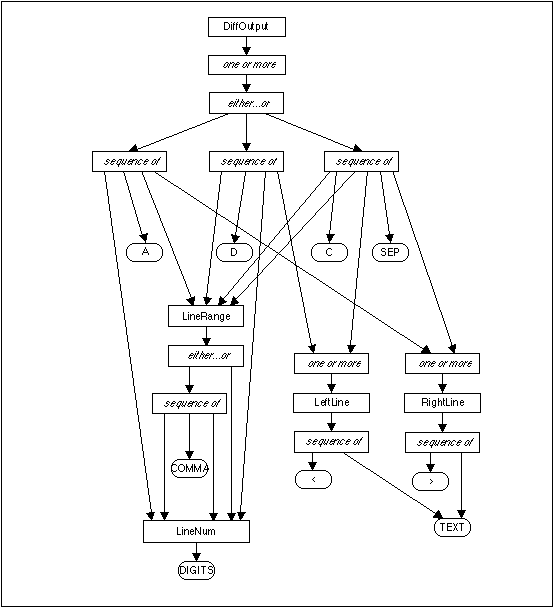 DiffOutput
one or more
either...or
sequence of
sequence of
sequence of
A
D
C
SEP
LineRange
either...or
one or more
one or more
sequence of
LeftLine
RightLine
sequence of
sequence of
COMMA
<
>
LineNum
TEXT
DIGITS